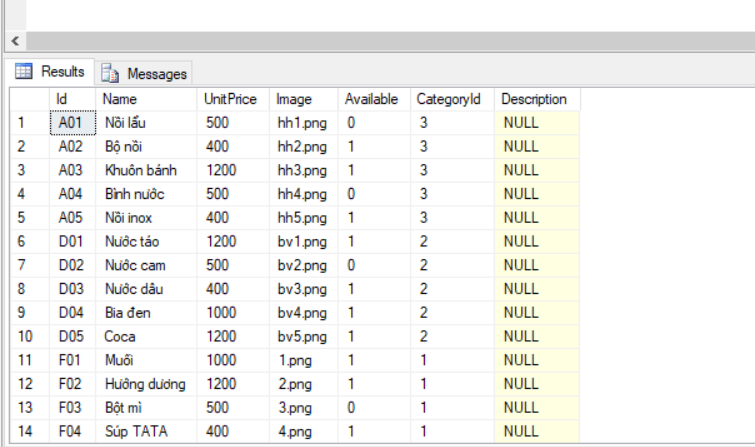 Results Messages
Id Name UnitPrice Image Available CategoryId Description
1 A01 Nồi lẩu 500 hh1.png 0 3 NULL
2 A02 Bộ nồi 400 hh2.png 1 3 NULL
3 A03 Khuôn bánh 1200 hh3.png 1 3 NULL
4 A04 Bình nước 500 hh4.png 0 3 NULL
5 A05 Nồi inox 400 hh5.png 1 3 NULL
6 D01 Nước táo 1200 bv1.png 1 2 NULL
7 D02 Nước cam 500 bv2.png 0 2 NULL
8 D03 Nước dâu 400 bv3.png 1 2 NULL
9 D04 Bia đen 1000 bv4.png 1 2 NULL
10 D05 Coca 1200 bv5.png 1 2 NULL
11 F01 Muối 1000 1.png 1 1 NULL
12 F02 Hướng dương 1200 2.png 1 1 NULL
13 F03 Bột mì 500 3.png 0 1 NULL
14 F04 Súp TATA 400 4.png 1 1 NULL